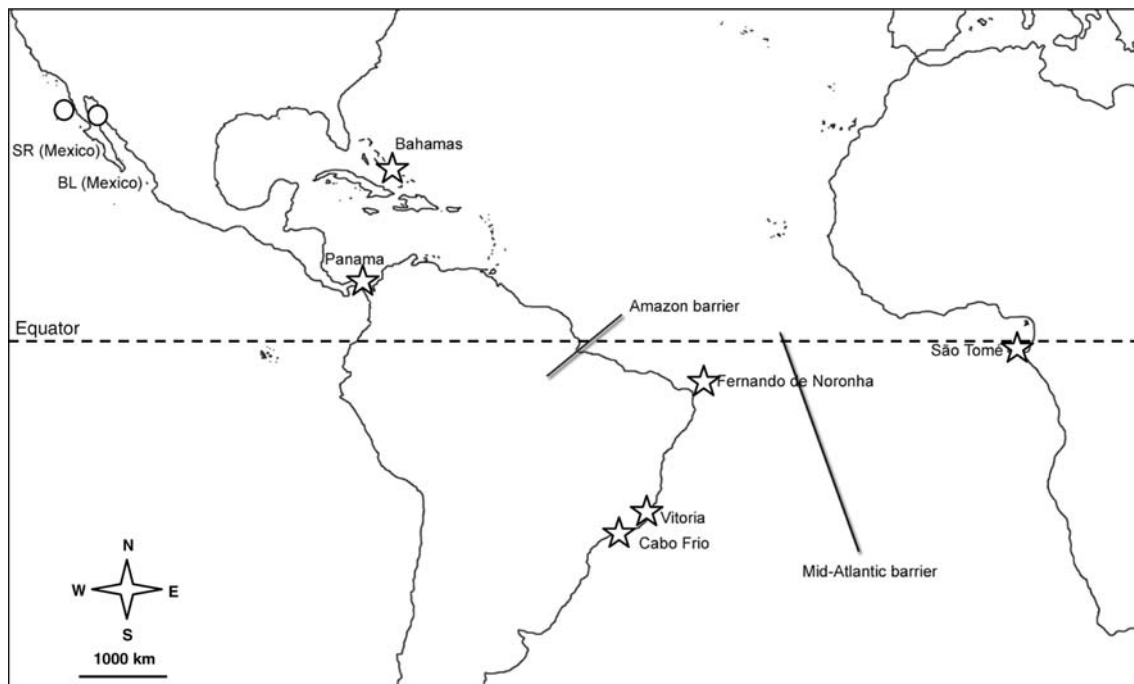 Bahamas
SR (Mexico)
BL (Mexico)
Panama
Amazon barrier
Equator
São Tomé
Fernando de Noronha
Vitoria
Cabo Frio
Mid-Atlantic barrier
N
W E
S
1000 km